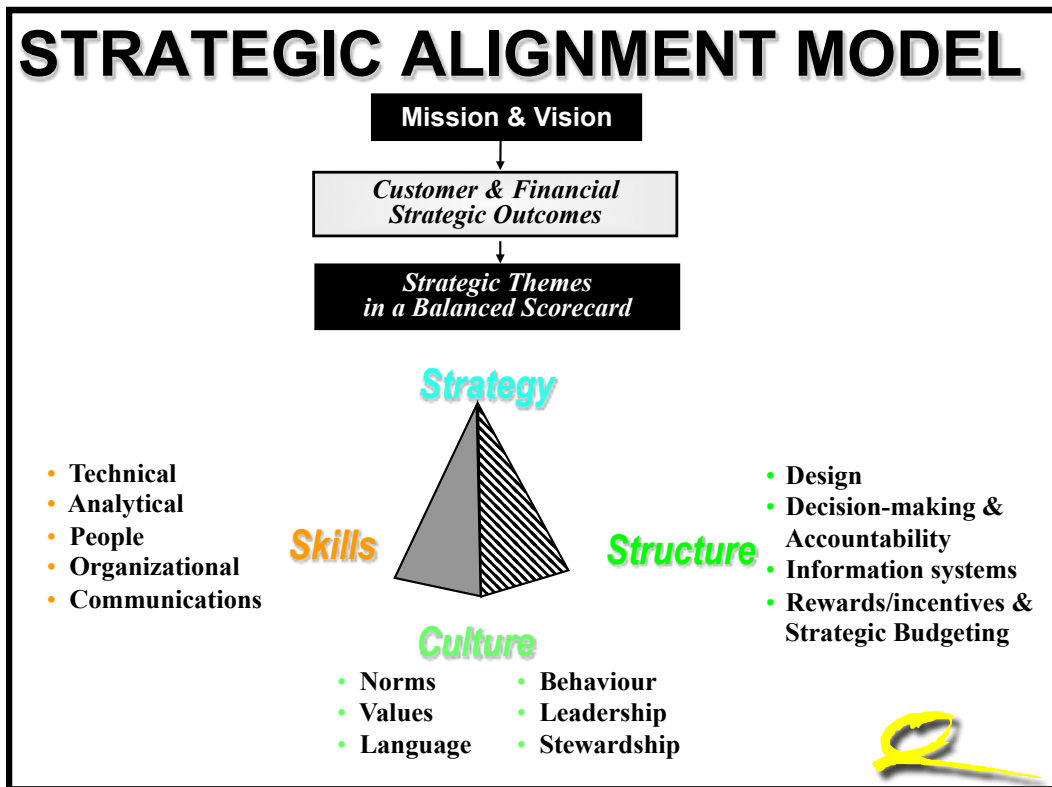 STRATEGIC ALIGNMENT MODEL
Mission & Vision
Customer & Financial
Strategic Outcomes
Strategic Themes
in a Balanced Scorecard
Strategy
• Technical
• Analytical
• People
• Organizational
• Communications
Skills
Structure
• Design
• Decision-making &
Accountability
• Information systems
• Rewards/incentives &
Strategic Budgeting
Culture
• Norms
• Values
• Language
• Behaviour
• Leadership
• Stewardship